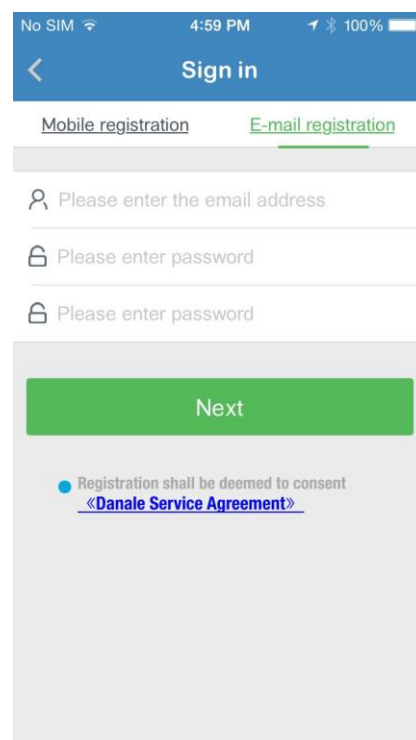 No SIM 4:59 PM 100%
Sign in
Mobile registration E-mail registration
Please enter the email address
Please enter password
Please enter password
Next
Registration shall be deemed to consent
《Danale Service Agreement》